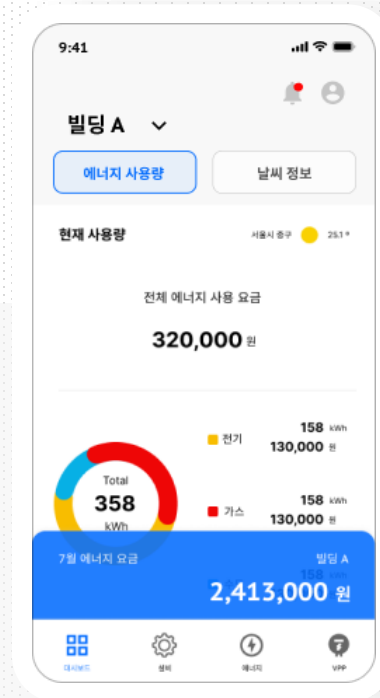 9:41
빌딩 A
에너지 사용량
날씨 정보
현재 사용량
서울시 중구 25.1°
전체 에너지 사용 요금
320,000 원
Total
358
kWh
전기
158 kWh
130,000 원
가스
158 kWh
130,000 원
7월 에너지 요금
빌딩 A
2,413,000 원
대시보드
설비
에너지
VPP